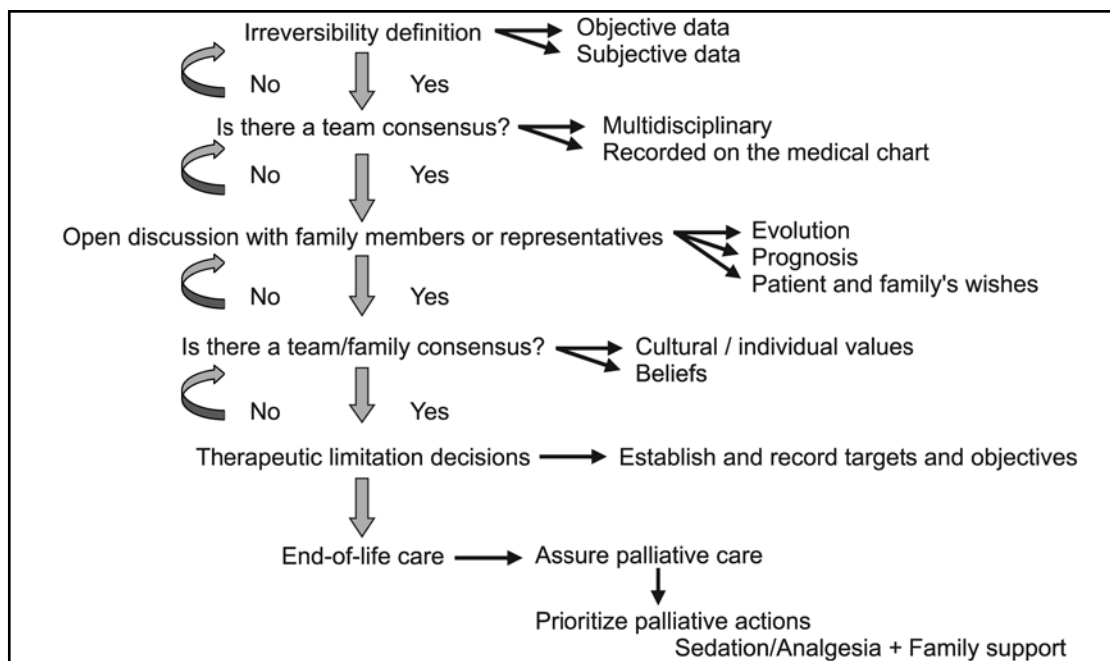 Irreversibility definition
Objective data
Subjective data
No
Yes
Is there a team consensus?
Multidisciplinary
Recorded on the medical chart
No
Yes
Open discussion with family members or representatives
Evolution
Prognosis
Patient and family's wishes
No
Yes
Is there a team/family consensus?
Cultural / individual values
Beliefs
No
Yes
Therapeutic limitation decisions
Establish and record targets and objectives
End-of-life care
Assure palliative care
Prioritize palliative actions
Sedation/Analgesia + Family support